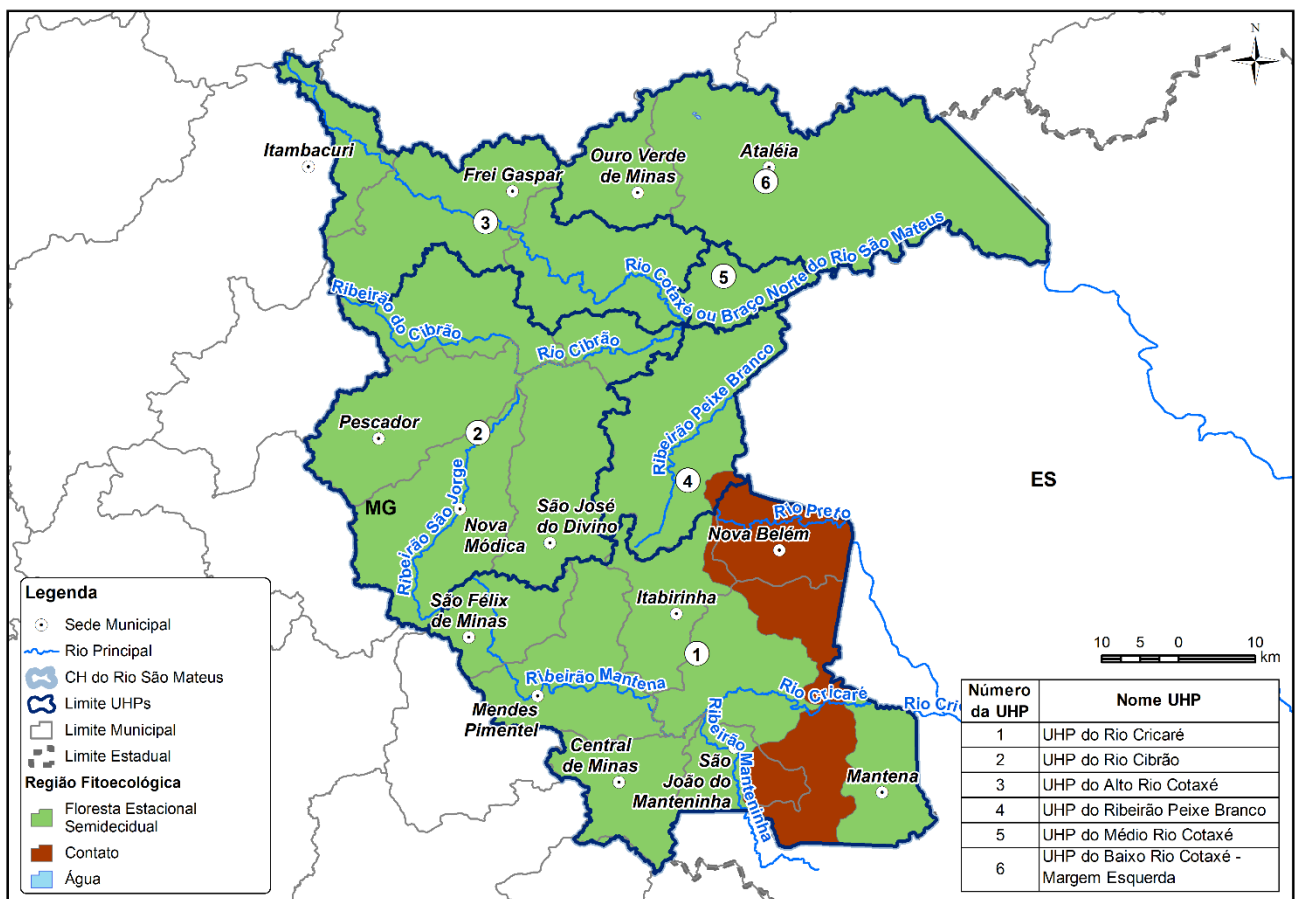 N
Itambacuri
Frei Gaspar
Ouro Verde
de Minas
Ataléia
6
3
5
Rio Cotaxé ou Braço Norte do Rio São Mateus
Ribeirão do Cibrão
Rio Cibrão
Ribeirão Peixe Branco
Pescador
2
4
ES
MG
Ribeirão São Jorge
Nova
Módica
São José
do Divino
Rio Preto
Nova Belém
São Félix
de Minas
Itabirinha
1
Ribeirão Mantena
Mendes
Pimentel
Rio Cricaré
Rio Cri
Ribeirão Manteninha
Central
de Minas
São
João do
Manteninha
Mantena
Legenda
Sede Municipal
Rio Principal
CH do Rio São Mateus
Limite UHPs
Limite Municipal
Limite Estadual
Região Fitoecológica
Floresta Estacional
Semidecidual
Contato
Água
10 5 0 10
km
Número da UHP Nome UHP
1 UHP do Rio Cricaré
2 UHP do Rio Cibrão
3 UHP do Alto Rio Cotaxé
4 UHP do Ribeirão Peixe Branco
5 UHP do Médio Rio Cotaxé
6 UHP do Baixo Rio Cotaxé -
Margem Esquerda